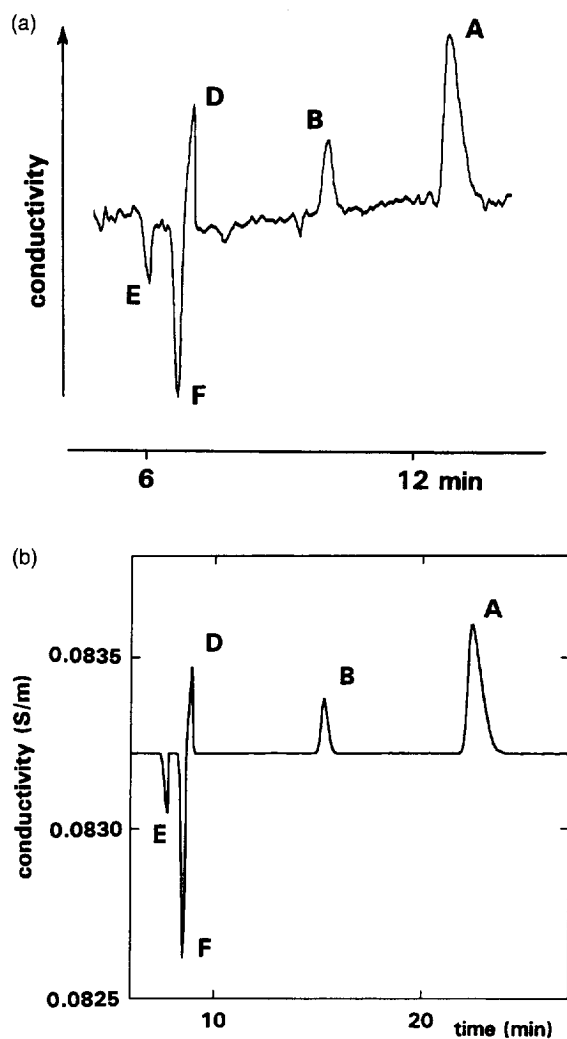 (a)
A
D
B
conductivity
E
F
6
12 min
(b)
A
D
0.0835
B
conductivity (S/m)
0.0830
E
F
0.0825
10
20
time (min)